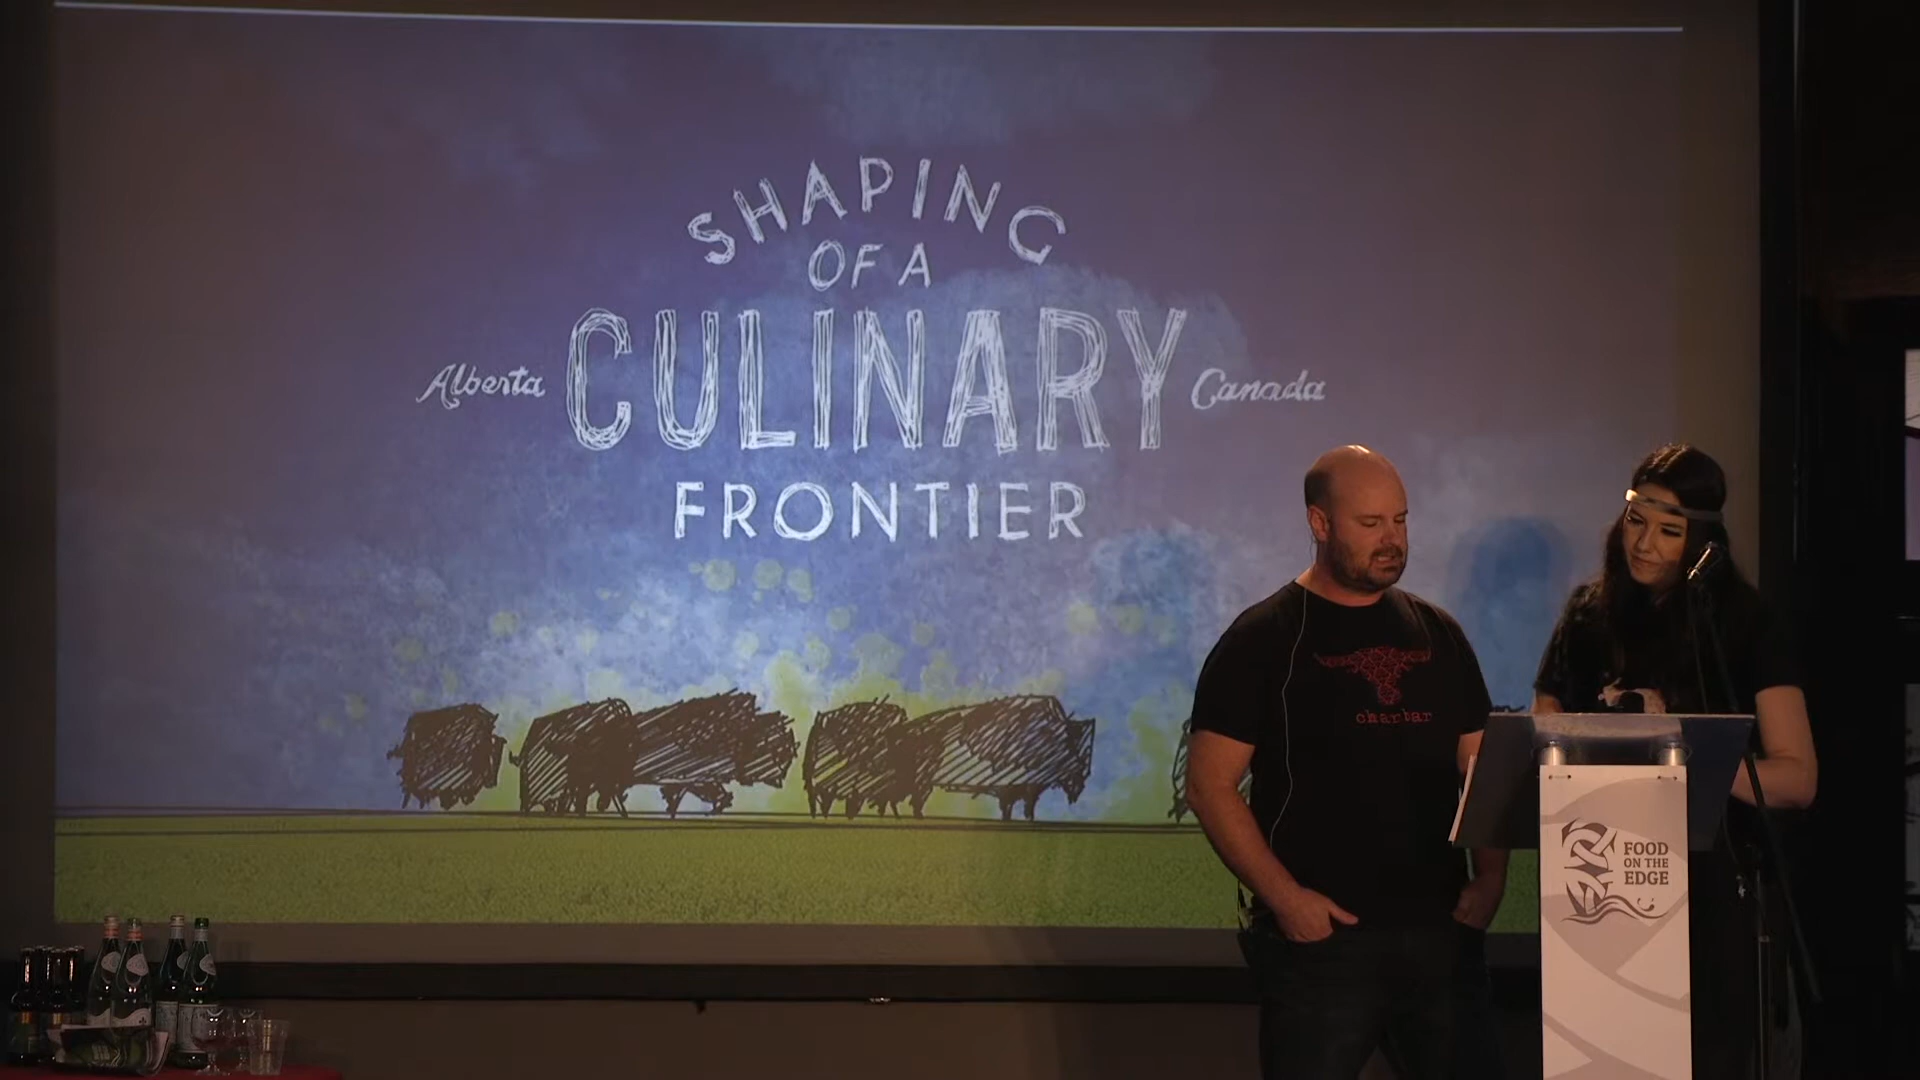 SHAPING
OF A
Alberta CULINARY Canada
FRONTIER
charbar
FOOD
ON THE
EDGE